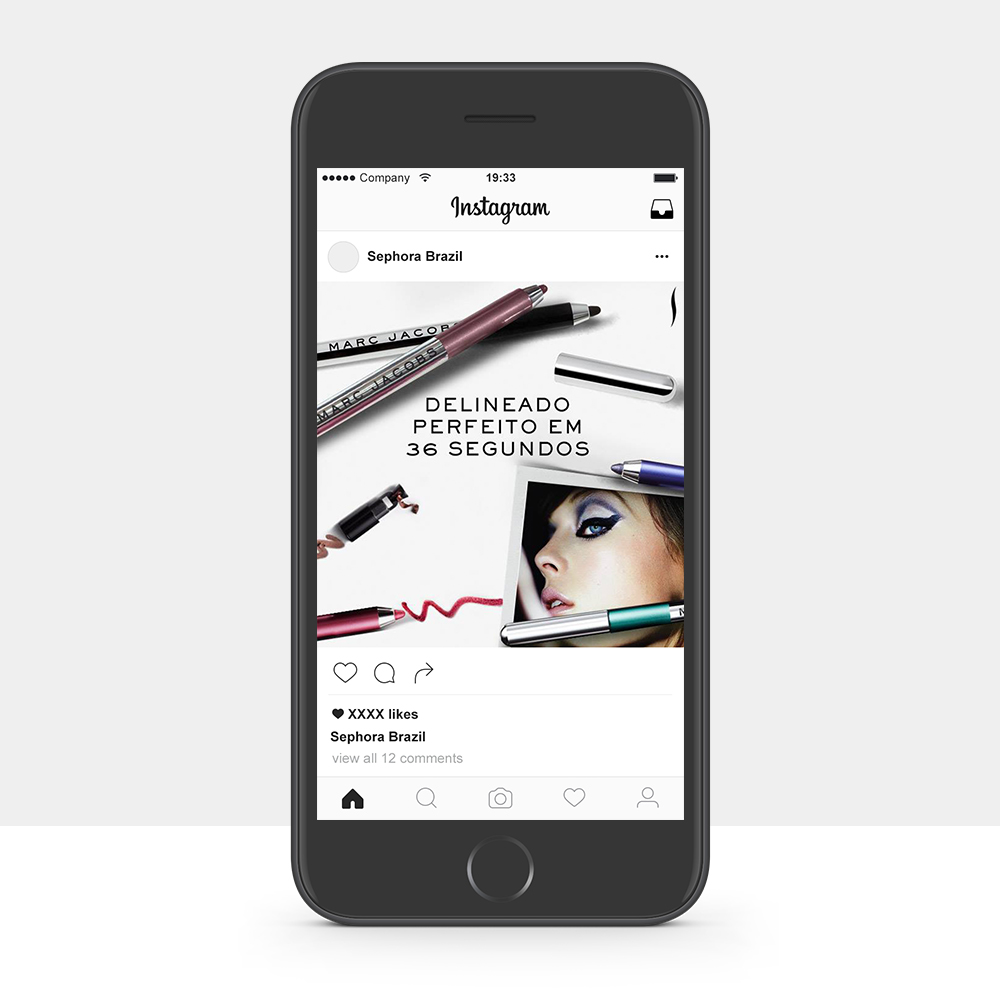 Company
19:33
Instagram
Sephora Brazil
MARC JACOBS
MARC JACOBS
DELINEADO
PERFEITO EM
36 SEGUNDOS
XXXX likes
Sephora Brazil
view all 12 comments